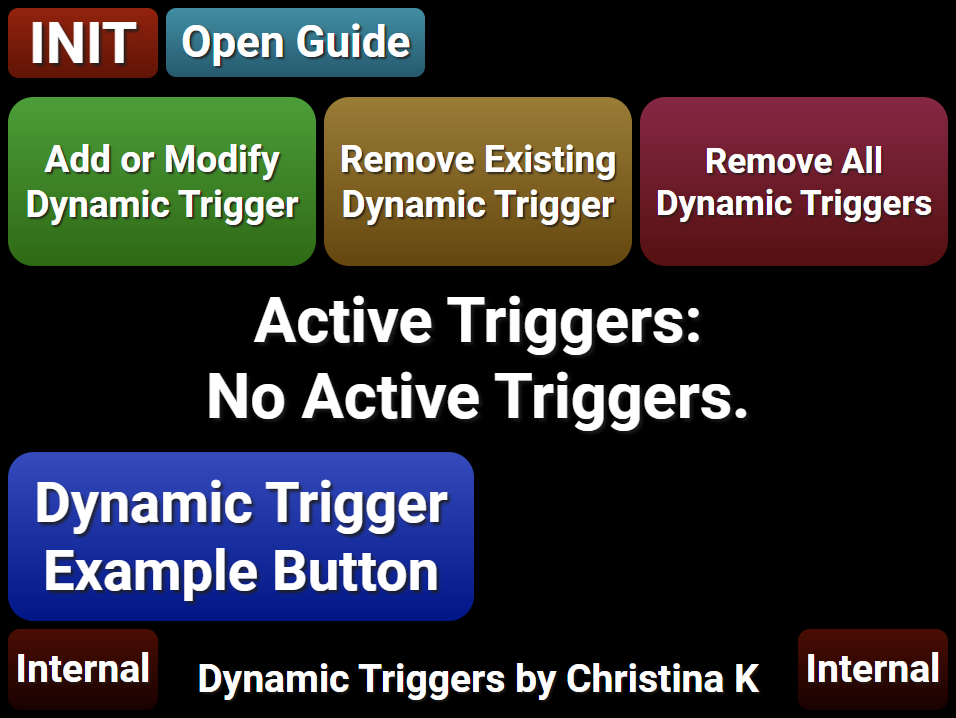 INIT
Open Guide
Add or Modify
Dynamic Trigger
Remove Existing
Dynamic Trigger
Remove All
Dynamic Triggers
Active Triggers:
No Active Triggers.
Dynamic Trigger
Example Button
Internal
Dynamic Triggers by Christina K
Internal